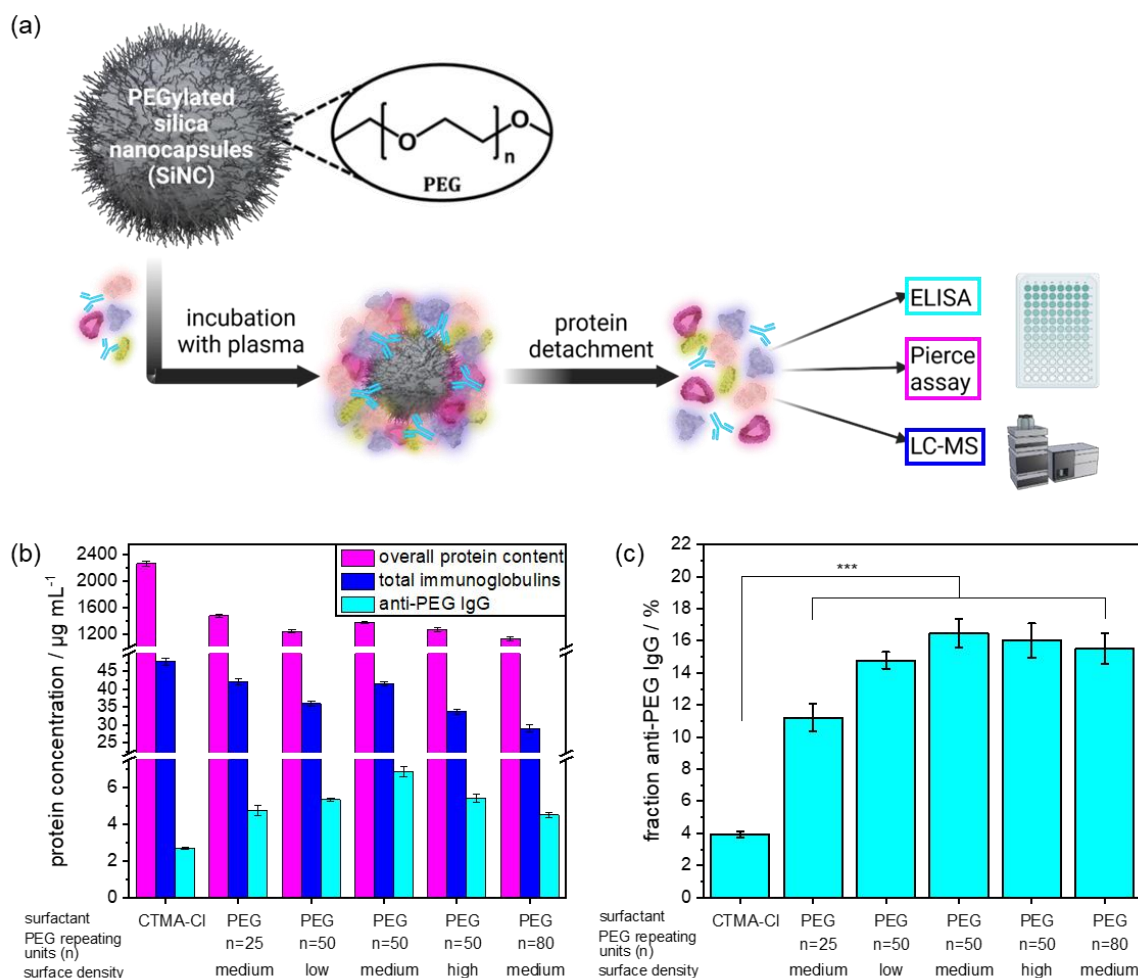 (a)
PEGylated
silica
nanocapsules
(SiNC)
O
O
n
PEG
incubation
with plasma
protein
detachment
ELISA
Pierce
assay
LC-MS
(b)
protein concentration / µg mL⁻¹
2400
2000
1600
1200
45
40
35
30
25
6
4
2
0
overall protein content
total immunoglobulins
anti-PEG IgG
surfactant CTMA-Cl PEG PEG PEG PEG PEG
PEG repeating
units (n) n=25 n=50 n=50 n=50 n=80
surface density medium low medium high medium
(c)
fraction anti-PEG IgG / %
22
20
18
16
14
12
10
8
6
4
2
0
***
surfactant CTMA-Cl PEG PEG PEG PEG PEG
PEG repeating
units (n) n=25 n=50 n=50 n=50 n=80
surface density medium low medium high medium